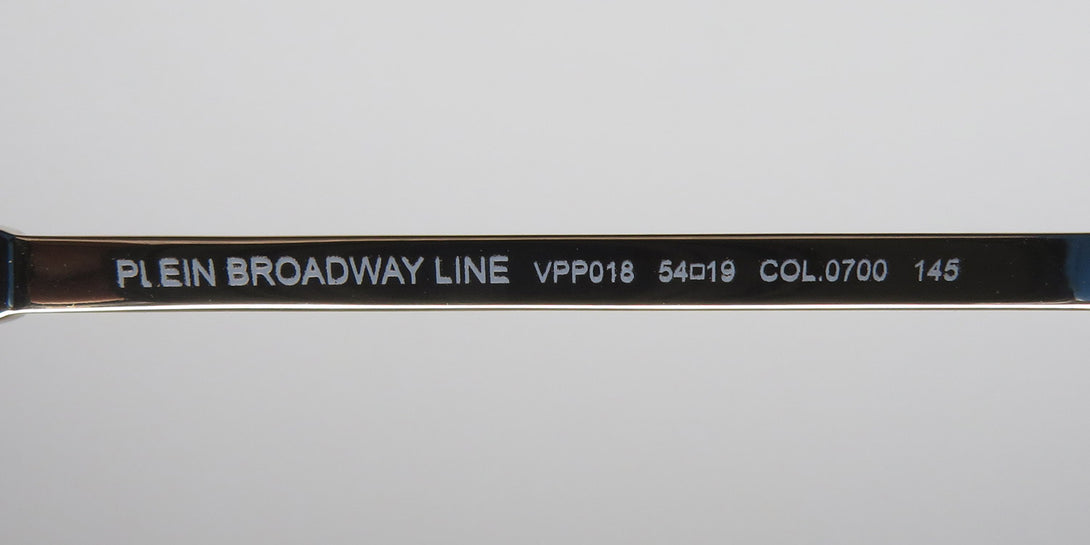 PLEIN BROADWAY LINE VPP018 54□19 COL.0700 145